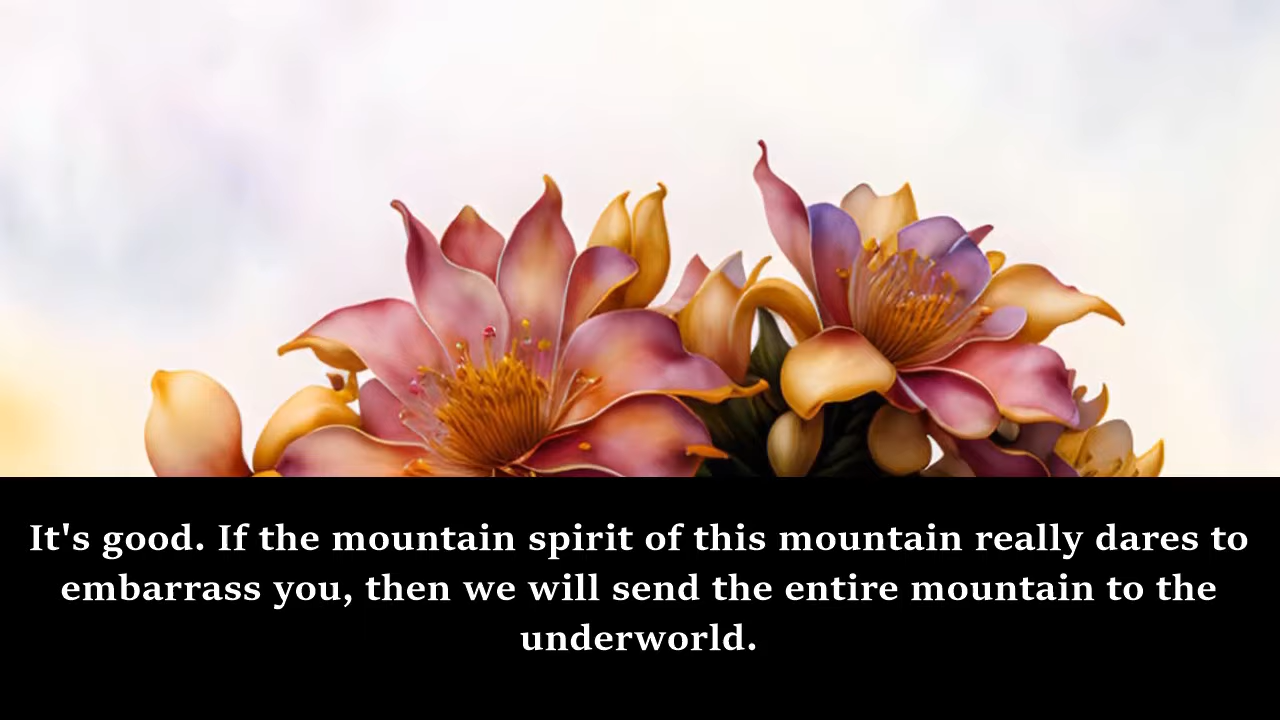 It's good. If the mountain spirit of this mountain really dares to
embarrass you, then we will send the entire mountain to the
underworld.